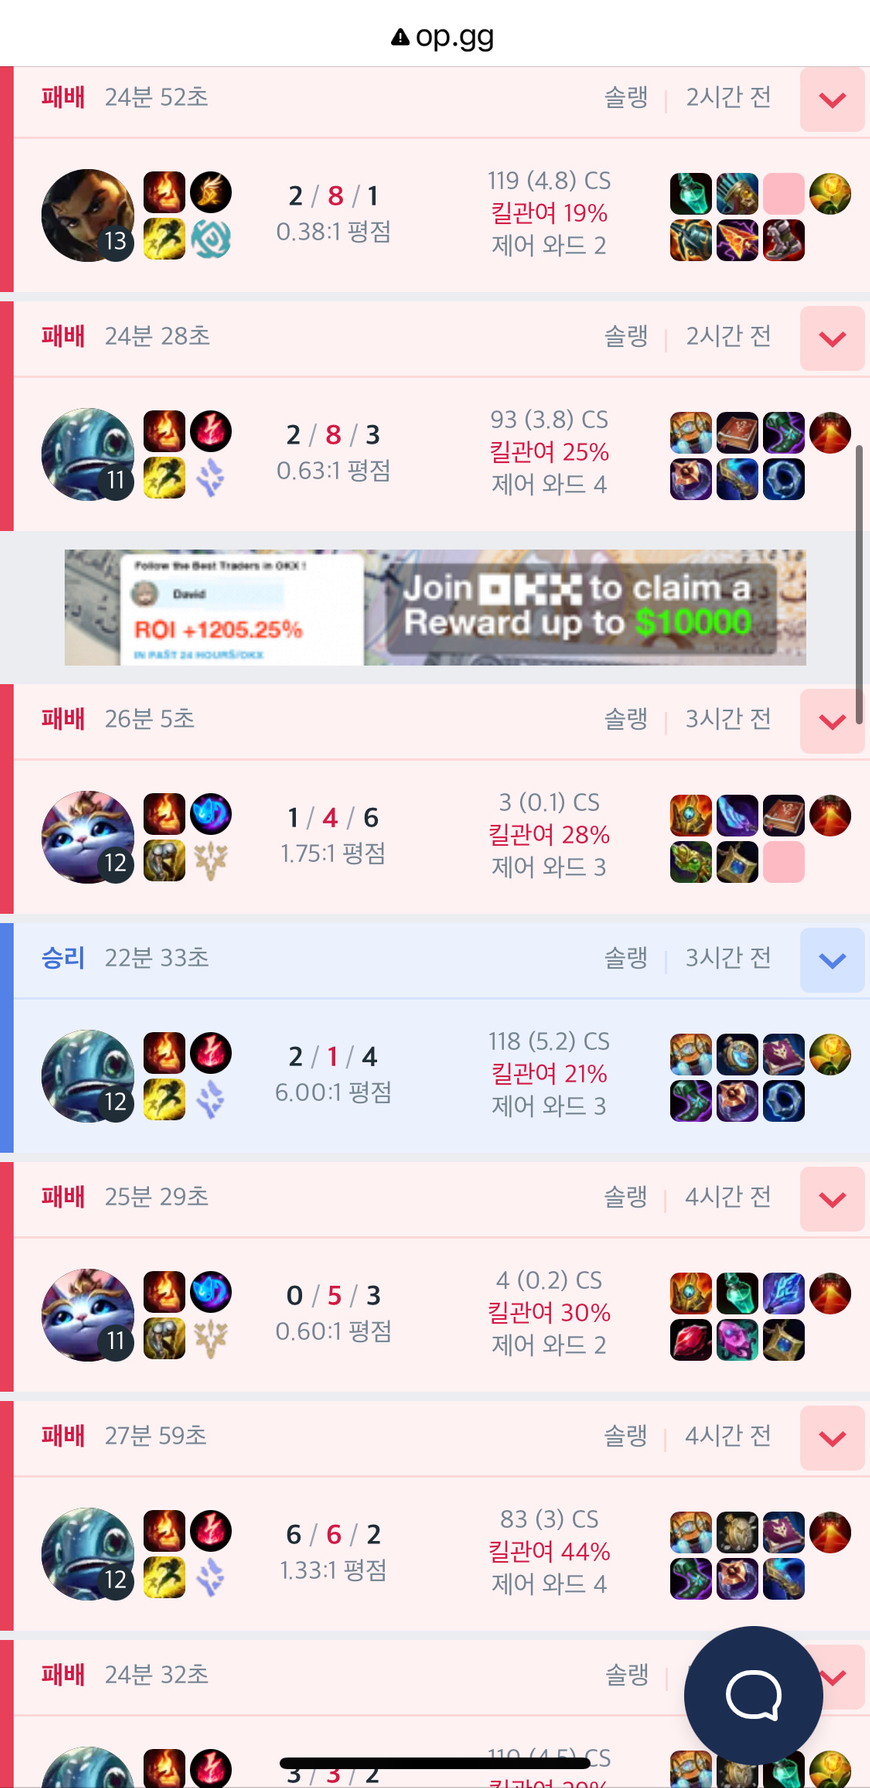 op.gg
패배 24분 52초 솔랭 2시간 전
13
2 / 8 / 1
0.38:1 평점
119 (4.8) CS
킬관여 19%
제어 와드 2
패배 24분 28초 솔랭 2시간 전
11
2 / 8 / 3
0.63:1 평점
93 (3.8) CS
킬관여 25%
제어 와드 4
Follow the Best Traders in OKX !
David
ROI +1205.25%
IN PAST 24 HOURS/OKX
Join OKX to claim a
Reward up to $10000
패배 26분 5초 솔랭 3시간 전
12
1 / 4 / 6
1.75:1 평점
3 (0.1) CS
킬관여 28%
제어 와드 3
승리 22분 33초 솔랭 3시간 전
12
2 / 1 / 4
6.00:1 평점
118 (5.2) CS
킬관여 21%
제어 와드 3
패배 25분 29초 솔랭 4시간 전
11
0 / 5 / 3
0.60:1 평점
4 (0.2) CS
킬관여 30%
제어 와드 2
패배 27분 59초 솔랭 4시간 전
12
6 / 6 / 2
1.33:1 평점
83 (3) CS
킬관여 44%
제어 와드 4
패배 24분 32초 솔랭
3 / 3 / 2
110 (4.5) CS